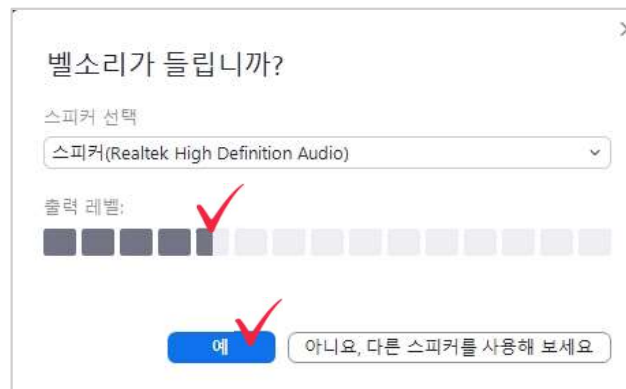 벨소리가 들립니까?
스피커 선택
스피커(Realtek High Definition Audio)
출력 레벨:
예
아니요, 다른 스피커를 사용해 보세요